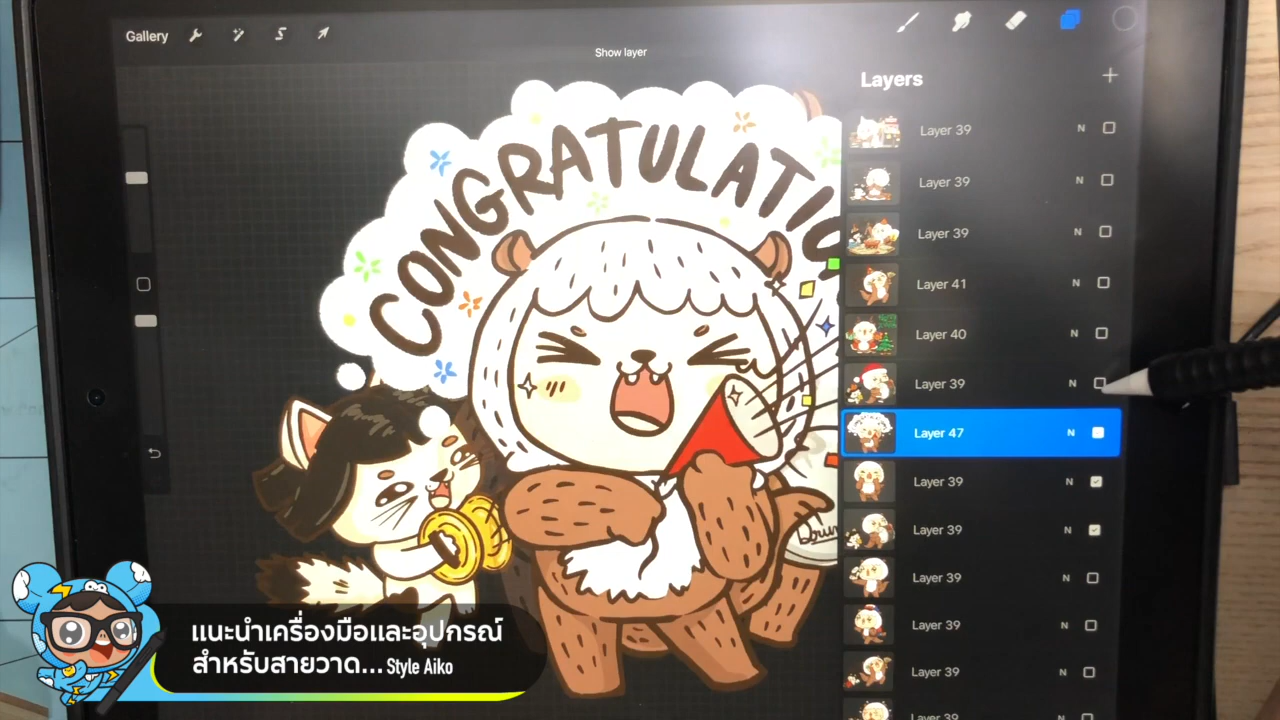 Gallery
Show layer
Layers
Layer 39
Layer 39
Layer 39
Layer 41
Layer 40
Layer 39
Layer 47
Layer 39
Layer 39
Layer 39
Layer 39
Layer 39
Layer 39
N
N
N
N
N
N
N
N
N
N
N
N
N
CONGRATULATIO
แนะนำเครื่องมือและอุปกรณ์
สำหรับสายวาด... Style Aiko